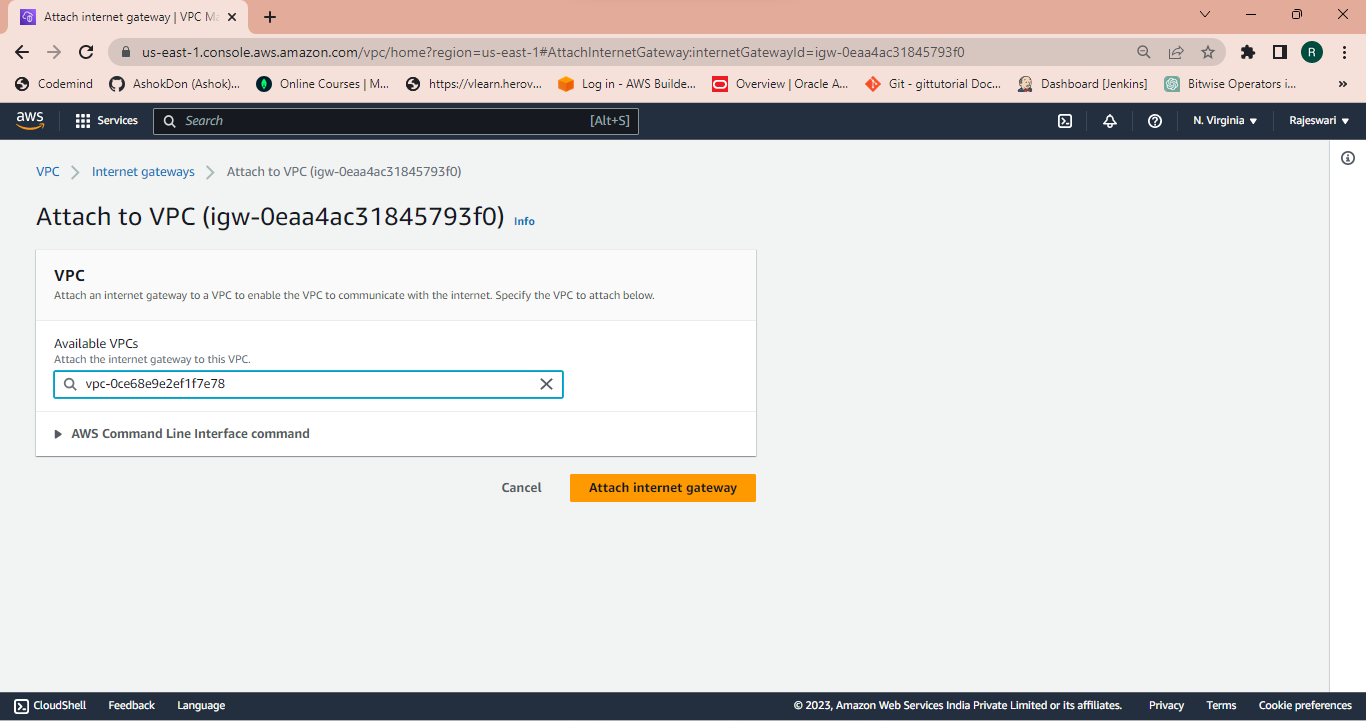 Attach internet gateway | VPC Ma
us-east-1.console.aws.amazon.com/vpc/home?region=us-east-1#AttachInternetGateway:internetGatewayId=igw-0eaa4ac31845793f0
R
Codemind AshokDon (Ashok)... Online Courses | M... https://vlearn.herov... Log in - AWS Builde... Overview | Oracle A... Git - gittutorial Doc... Dashboard [Jenkins] Bitwise Operators i... »
aws Services Search [Alt+S] N. Virginia Rajeswari
VPC Internet gateways Attach to VPC (igw-0eaa4ac31845793f0)
Attach to VPC (igw-0eaa4ac31845793f0) Info
VPC
Attach an internet gateway to a VPC to enable the VPC to communicate with the internet. Specify the VPC to attach below.
Available VPCs
Attach the internet gateway to this VPC.
vpc-0ce68e9e2ef1f7e78
AWS Command Line Interface command
Cancel Attach internet gateway
CloudShell Feedback Language © 2023, Amazon Web Services India Private Limited or its affiliates. Privacy Terms Cookie preferences